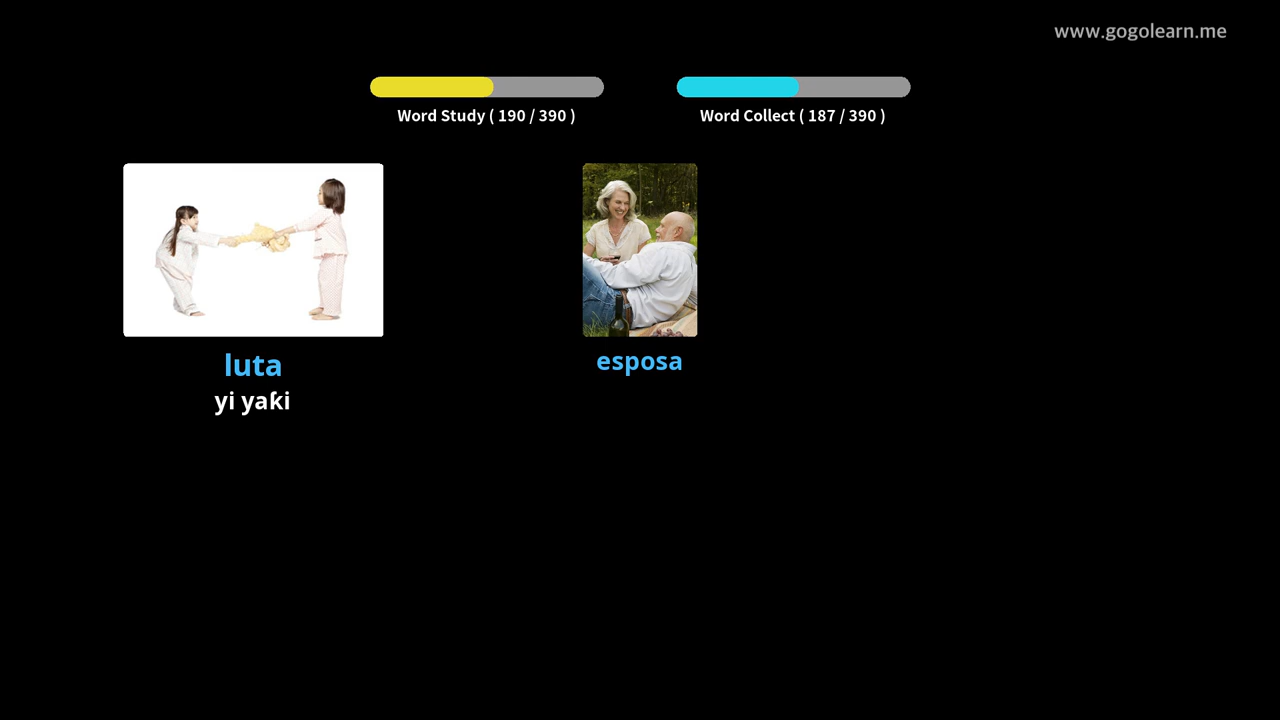 www.gogolearn.me
Word Study ( 190 / 390 )
Word Collect ( 187 / 390 )
luta
yi yaƙi
esposa